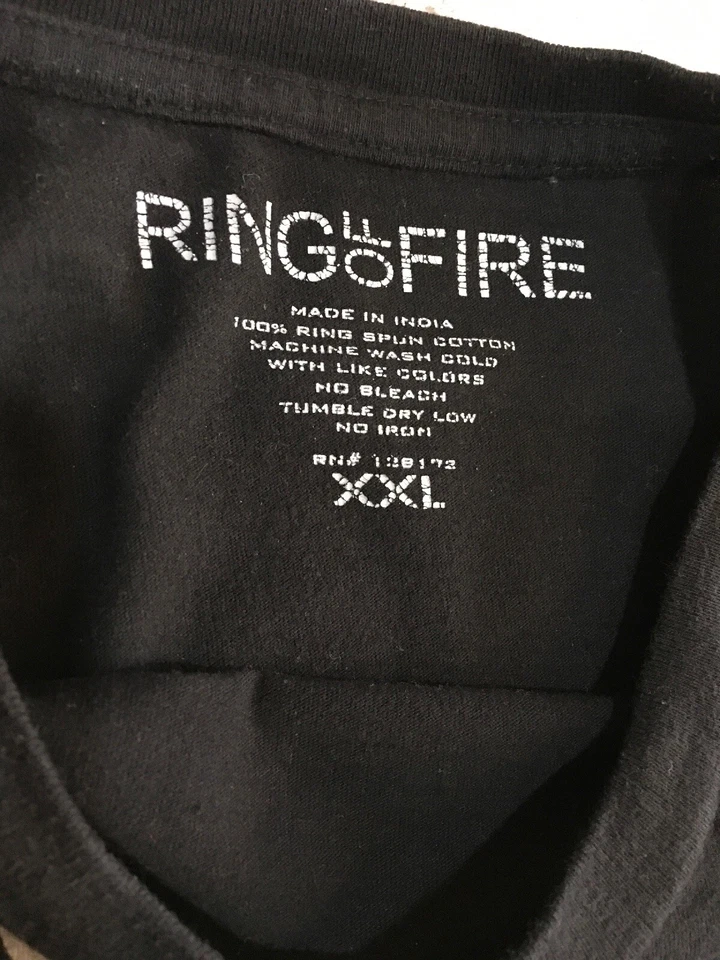 RING OF FIRE
MADE IN INDIA
100% RING SPUN COTTON
MACHINE WASH COLD
WITH LIKE COLORS
NO BLEACH
TUMBLE DRY LOW
NO IRON
RN#
XXL